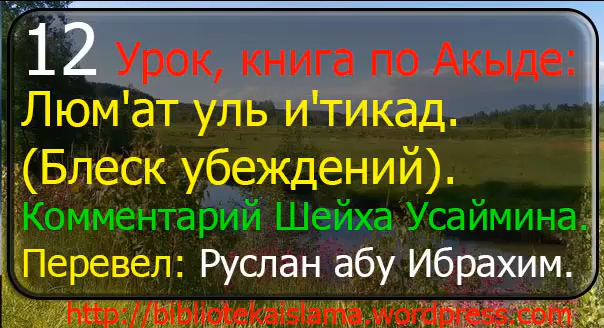 12 Урок, книга по Акыде:
Люм'ат уль и'тикад.
(Блеск убеждений).
Комментарий Шейха Усаймина.
Перевел: Руслан абу Ибрахим.
http://bibliotekaislama.wordpress.com